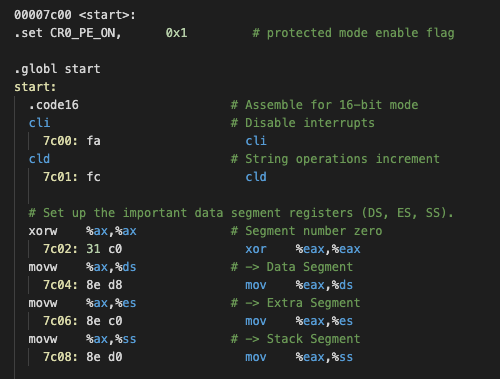 00007c00 <start>:
.set CR0_PE_ON,      0x1         # protected mode enable flag

.globl start
start:
  .code16                     # Assemble for 16-bit mode
  cli                         # Disable interrupts
    7c00: fa                    cli
  cld                         # String operations increment
    7c01: fc                    cld

  # Set up the important data segment registers (DS, ES, SS).
  xorw    %ax,%ax             # Segment number zero
    7c02: 31 c0                 xor    %eax,%eax
  movw    %ax,%ds             # -> Data Segment
    7c04: 8e d8                 mov    %eax,%ds
  movw    %ax,%es             # -> Extra Segment
    7c06: 8e c0                 mov    %eax,%es
  movw    %ax,%ss             # -> Stack Segment
    7c08: 8e d0                 mov    %eax,%ss